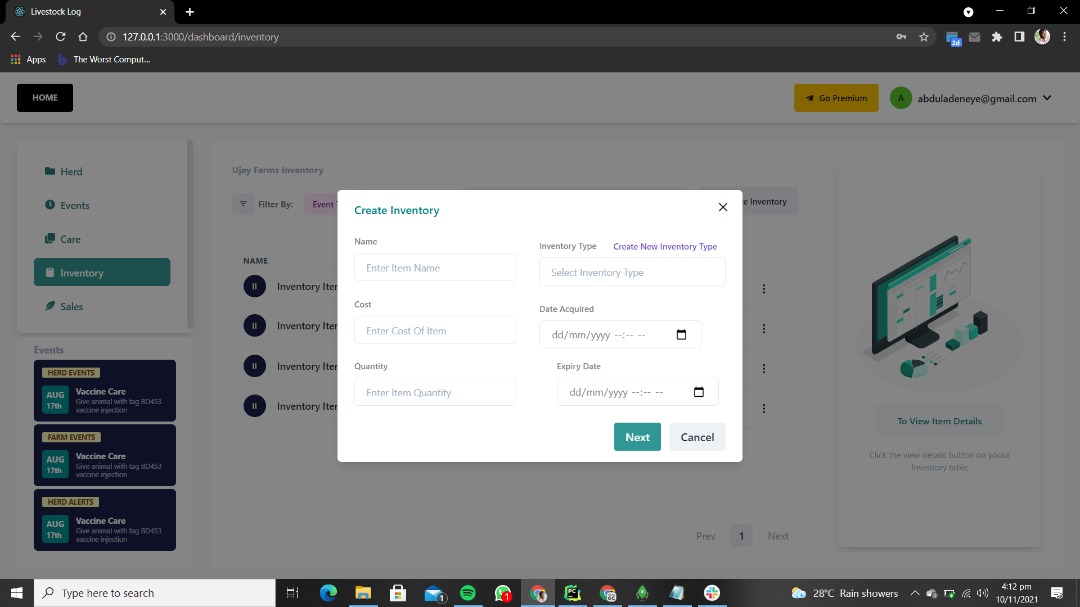 Livestock Log
127.0.0.1:3000/dashboard/inventory
2d
Apps
The Worst Comput...
HOME
Go Premium
A
abduladeneye@gmail.com
Herd
Events
Care
Inventory
Sales
Ujay Farms Inventory
Filter By:
Event
e Inventory
NAME
Inventory Iter
Inventory Iter
Inventory Iter
Inventory Iter
Create Inventory
Name
Enter Item Name
Inventory Type
Create New Inventory Type
Select Inventory Type
Cost
Enter Cost Of Item
Date Acquired
dd/mm/yyyy --:-- --
Quantity
Enter Item Quantity
Expiry Date
dd/mm/yyyy --:-- --
Next
Cancel
Events
HERD EVENTS
AUG
17th
Vaccine Care
Give animal with tag BD453
vaccine injection
FARM EVENTS
AUG
17th
Vaccine Care
Give animal with tag BD453
vaccine injection
HERD ALERTS
AUG
17th
Vaccine Care
Give animal with tag BD453
vaccine injection
To View Item Details
Click the view details button on yoour
Inventory table
Prev
1
Next
Type here to search
1
PC
1
28°C Rain showers
4:12 pm
10/11/2021